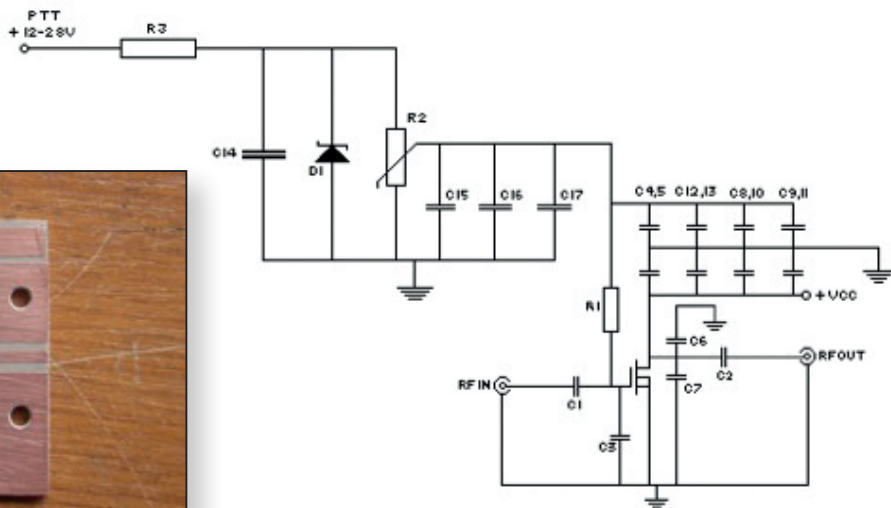 PTT
+12-28V
R3
R2
C14
D1
C15
C16
C17
C4,5
C12,13
C8,10
C9,11
+VCC
R1
C6
RFOUT
C2
C7
RFIN
C1
C3